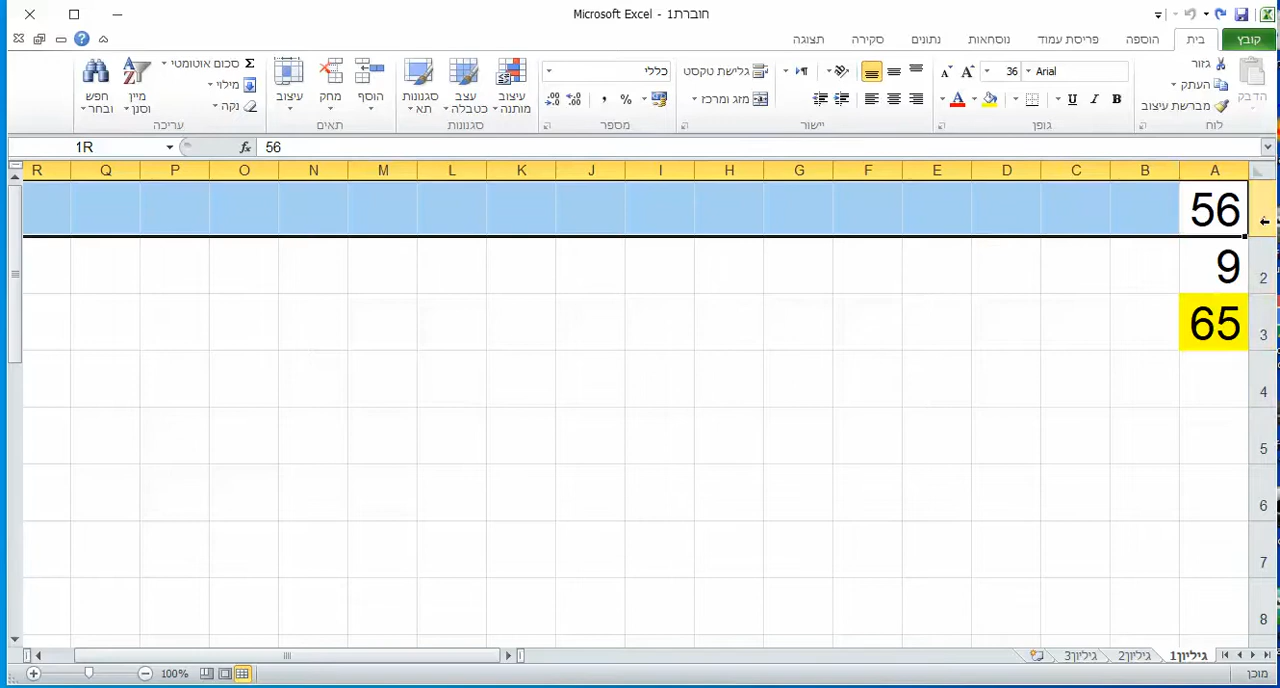 חוברת1 - Microsoft Excel
קובץ בית הוספה פריסת עמוד נוסחאות נתונים סקירה תצוגה
הדבק
גזור
העתק
מברשת עיצוב
לוח
Arial 36
B I U
גופן
גלישת טקסט
מזג ומרכז
יישור
כללי
% ,
מספר
עיצוב מותנה
עצב כטבלה
סגנונות תא
סגנונות
הוסף
מחק
עיצוב
תאים
סכום אוטומטי
מילוי
נקה
מיין וסנן
חפש ובחר
עריכה
1R
fx 56
A B C D E F G H I J K L M N O P Q R
56
2 9
3 65
4
5
6
7
8
גיליון1 גיליון2 גיליון3
מוכן
100%